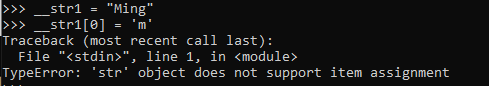 >>> __str1 = "Ming"
>>> __str1[0] = 'm'
Traceback (most recent call last):
  File "<stdin>", line 1, in <module>
TypeError: 'str' object does not support item assignment